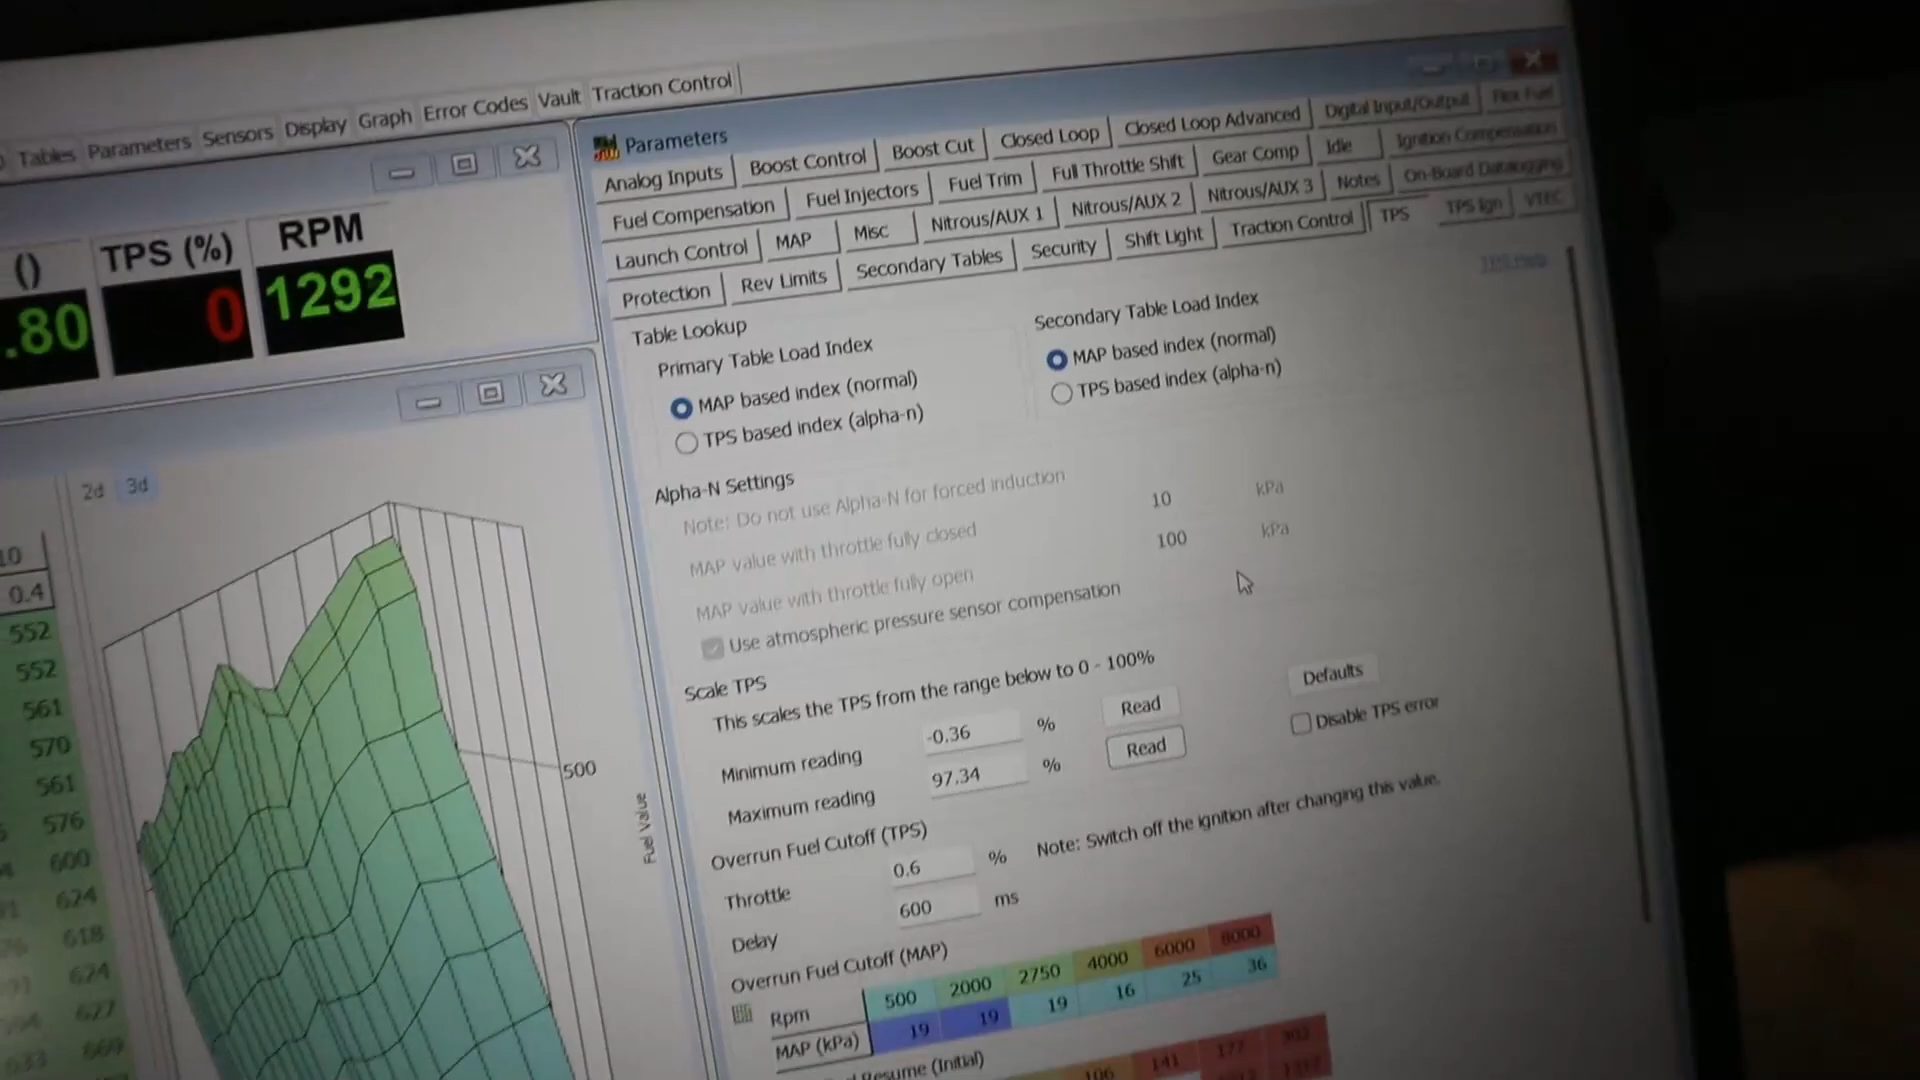 Tables Parameters Sensors Display Graph Error Codes Vault Traction Control
() TPS (%) RPM
.80 0 1292
2d 3d
10
0.4
552
552
561
570
561
576
600
624
618
624
627
633 669
500
Fuel Value
Parameters
Analog Inputs Boost Control Boost Cut Closed Loop Closed Loop Advanced Digital Input/Output Flex Fuel
Fuel Compensation Fuel Injectors Fuel Trim Full Throttle Shift Gear Comp Idle Ignition Compensation
Launch Control MAP Misc Nitrous/AUX 1 Nitrous/AUX 2 Nitrous/AUX 3 Notes On-Board Datalogging
Protection Rev Limits Secondary Tables Security Shift Light Traction Control TPS TPS Ign VTEC
TPS Help
Table Lookup
Primary Table Load Index
MAP based index (normal)
TPS based index (alpha-n)
Secondary Table Load Index
MAP based index (normal)
TPS based index (alpha-n)
Alpha-N Settings
Note: Do not use Alpha-N for forced induction
MAP value with throttle fully closed 10 kPa
MAP value with throttle fully open 100 kPa
Use atmospheric pressure sensor compensation
Scale TPS
This scales the TPS from the range below to 0 - 100%
Minimum reading -0.36 % Read Defaults
Maximum reading 97.34 % Read Disable TPS error
Overrun Fuel Cutoff (TPS)
Throttle 0.6 % Note: Switch off the ignition after changing this value.
Delay 600 ms
Overrun Fuel Cutoff (MAP)
Rpm 500 2000 2750 4000 6000 8000
MAP (kPa) 19 19 19 16 25 36
Resume (Initial)
106 141 177